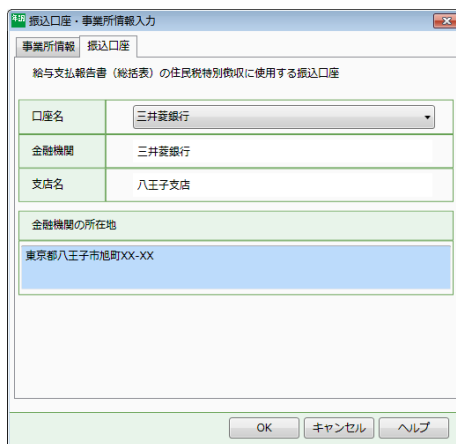 年調 振込口座・事業所情報入力
事業所情報 振込口座
給与支払報告書（総括表）の住民税特別徴収に使用する振込口座
口座名 三井菱銀行
金融機関 三井菱銀行
支店名 八王子支店
金融機関の所在地
東京都八王子市旭町XX-XX
OK キャンセル ヘルプ